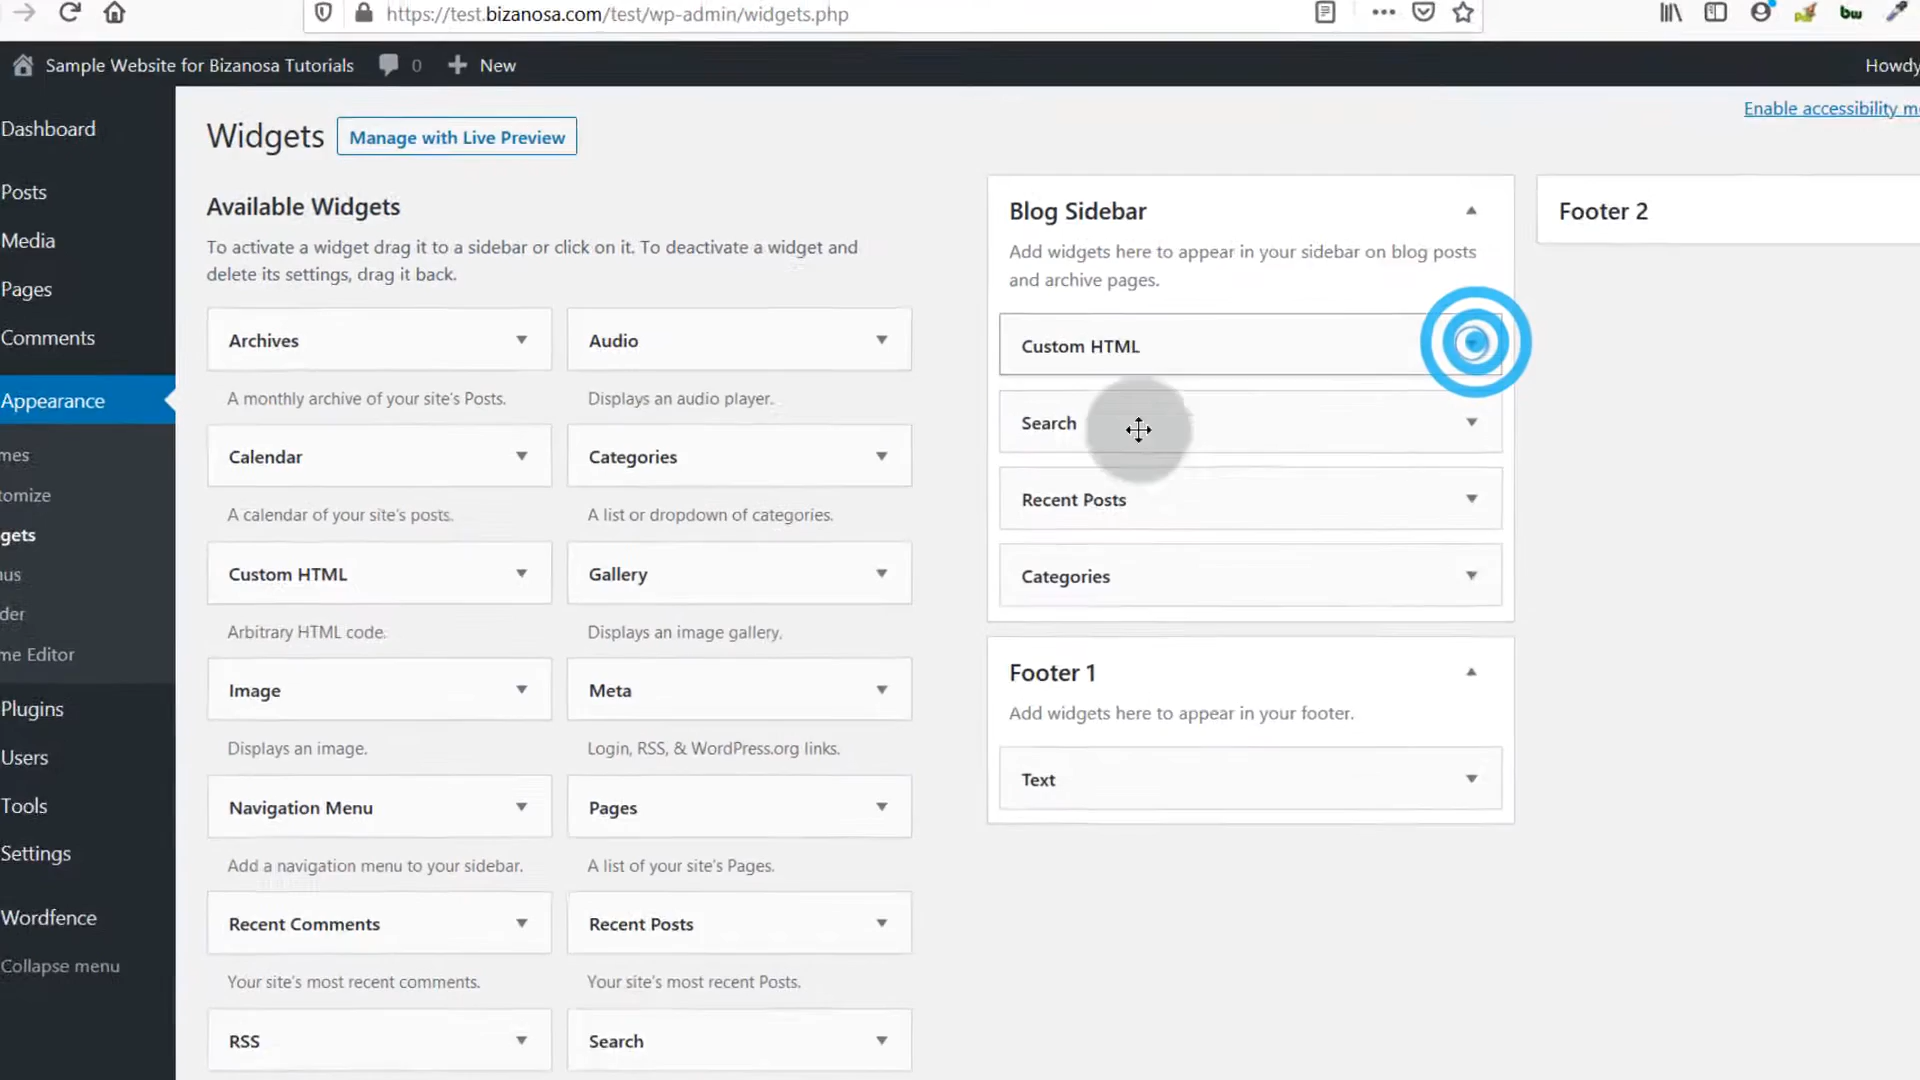 https://test.bizanosa.com/test/wp-admin/widgets.php
bw
Sample Website for Bizanosa Tutorials
0
New
Howdy
Enable accessibility m
Dashboard
Posts
Media
Pages
Comments
Appearance
mes
tomize
gets
nus
der
me Editor
Plugins
Users
Tools
Settings
Wordfence
Collapse menu
Widgets
Manage with Live Preview
Available Widgets
To activate a widget drag it to a sidebar or click on it. To deactivate a widget and
delete its settings, drag it back.
Archives
A monthly archive of your site's Posts.
Audio
Displays an audio player.
Calendar
A calendar of your site's posts.
Categories
A list or dropdown of categories.
Custom HTML
Arbitrary HTML code.
Gallery
Displays an image gallery.
Image
Displays an image.
Meta
Login, RSS, & WordPress.org links.
Navigation Menu
Add a navigation menu to your sidebar.
Pages
A list of your site's Pages.
Recent Comments
Your site's most recent comments.
Recent Posts
Your site's most recent Posts.
RSS
Search
Blog Sidebar
Add widgets here to appear in your sidebar on blog posts
and archive pages.
Custom HTML
Search
Recent Posts
Categories
Footer 1
Add widgets here to appear in your footer.
Text
Footer 2